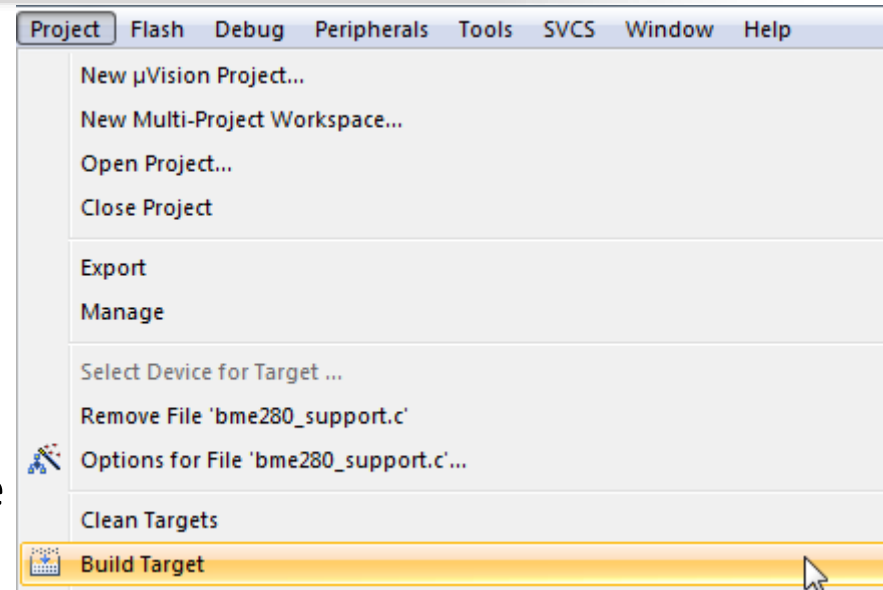 Project Flash Debug Peripherals Tools SVCS Window Help
New µVision Project...
New Multi-Project Workspace...
Open Project...
Close Project
Export
Manage
Select Device for Target ...
Remove File 'bme280_support.c'
Options for File 'bme280_support.c'...
e
Clean Targets
Build Target